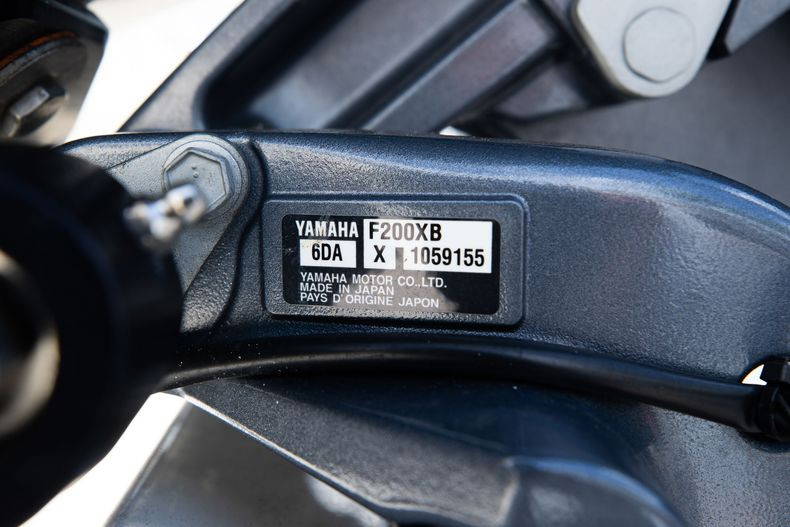 YAMAHA F200XB
6DA X 1059155
YAMAHA MOTOR CO.,LTD.
MADE IN JAPAN
PAYS D'ORIGINE JAPON